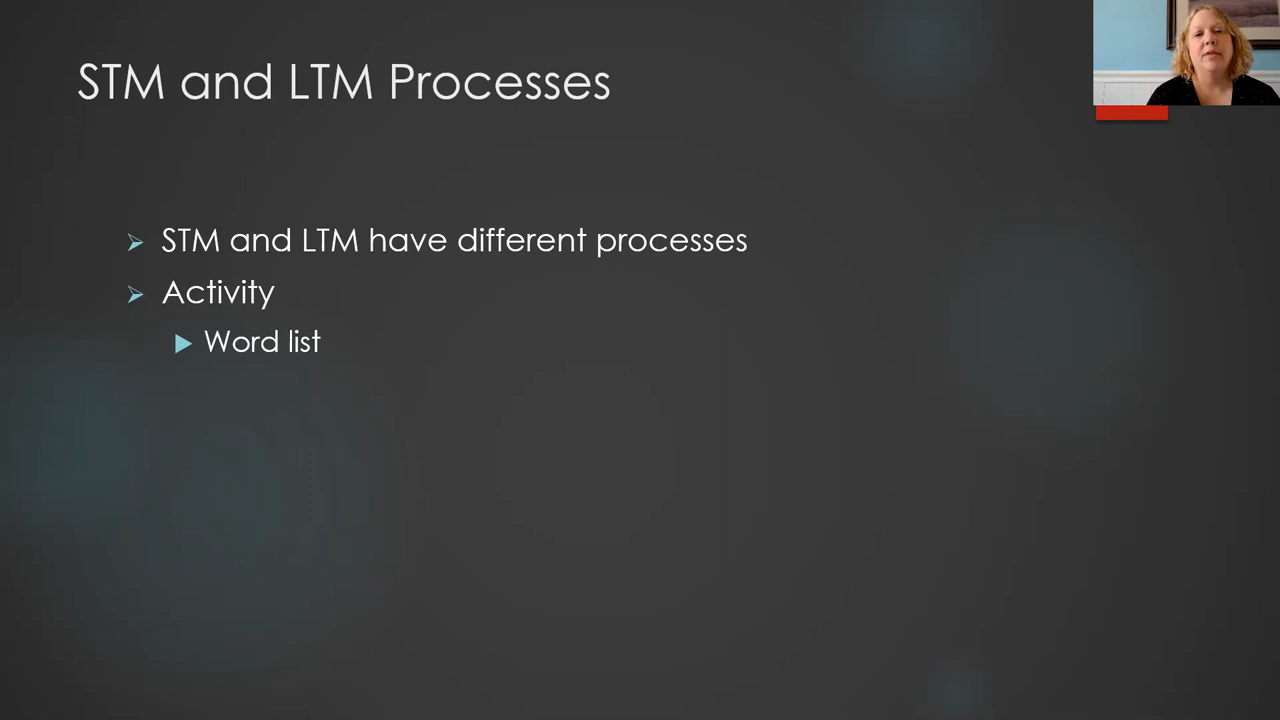 STM and LTM Processes
STM and LTM have different processes
Activity
Word list